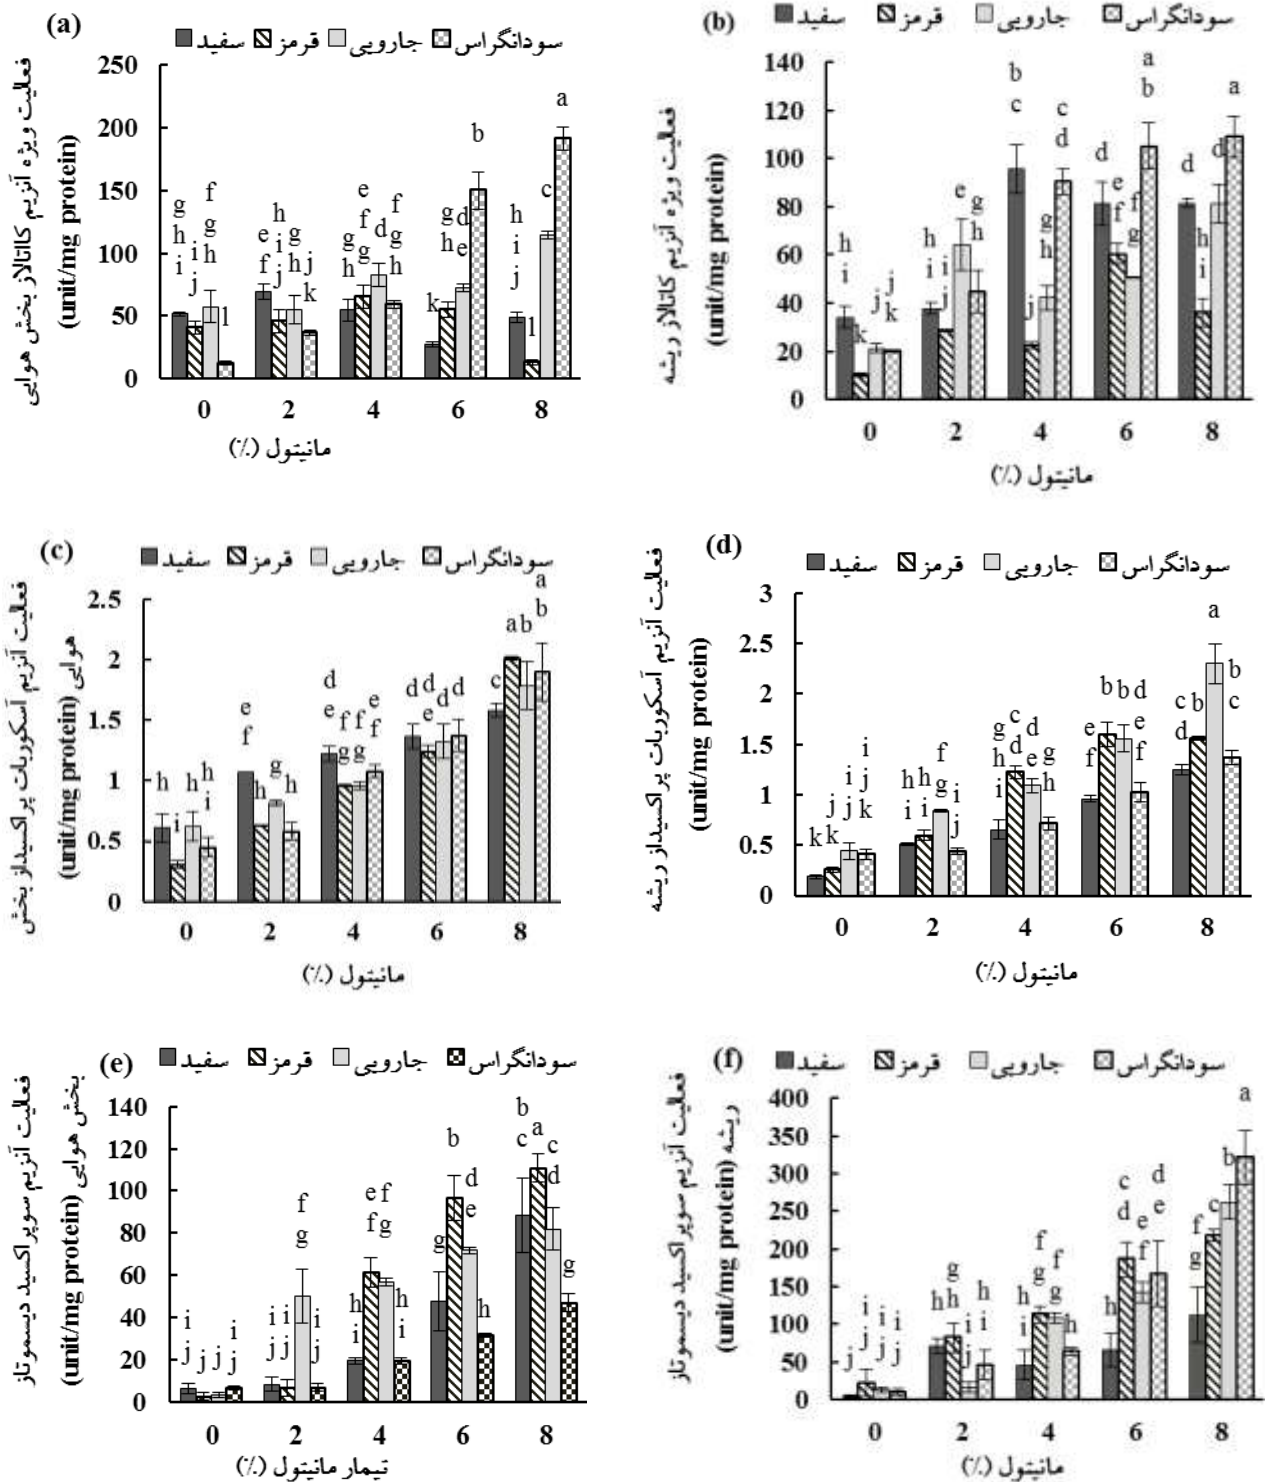 (a)
سفید قرمز جارویی سودانگراس
فعالیت ویژه آنزیم کاتالاز بخش هوایی
(unit/mg protein)
250
200
150
100
50
0
g h i
i j
f g h
l
e f
h i j
g h
j k
g h
e f g
d
f g h
k
g h
d e
b
h i j
l
c
a
0 2 4 6 8
مانیتول (٪)
(b)
سفید قرمز جارویی سودانگراس
فعالیت ویژه آنزیم کاتالاز ریشه
(unit/mg protein)
140
120
100
80
60
40
20
0
h i
k
j
j k
h i
i j
e
g h
b c
j
g h
c d
d
e f
f g
a b
d
h i
d
a
0 2 4 6 8
مانیتول (٪)
(c)
سفید قرمز جارویی سودانگراس
فعالیت آنزیم آسکوربات پراکسیداز بخش
هوایی (unit/mg protein)
2.5
2
1.5
1
0.5
0
h
i
h
h i
e f
h
g
h
d e
f g
f g
e f
d
d e
d
d
c
a
b
a b
0 2 4 6 8
مانیتول (٪)
(d)
سفید قرمز جارویی سودانگراس
فعالیت آنزیم آسکوربات پراکسیداز ریشه
(unit/mg protein)
3
2.5
2
1.5
1
0.5
0
k
j k
i j
i j k
h i
h i
f g
i j
g h i
c d
d e
g h
e f
b
b
d e f
c d
b
a
b c
0 2 4 6 8
مانیتول (٪)
(e)
سفید قرمز جارویی سودانگراس
فعالیت آنزیم سوپراکسید دیسموتاز
بخش هوایی (unit/mg protein)
140
120
100
80
60
40
20
0
i j
j
j
i j
i j
i j
f g
i j
h i
e f
f g
h i
g
b
d e
h
b c
a
c d
g
0 2 4 6 8
تیمار مانیتول (٪)
(f)
سفید قرمز جارویی سودانگراس
فعالیت آنزیم سوپراکسید دیسموتاز
ریشه (unit/mg protein)
400
350
300
250
200
150
100
50
0
j
i j
i j
i j
h
g h
i j
h i
h i
f g
f g
h
h
c d
e f
d e
f g
c
b
a
0 2 4 6 8
مانیتول (٪)